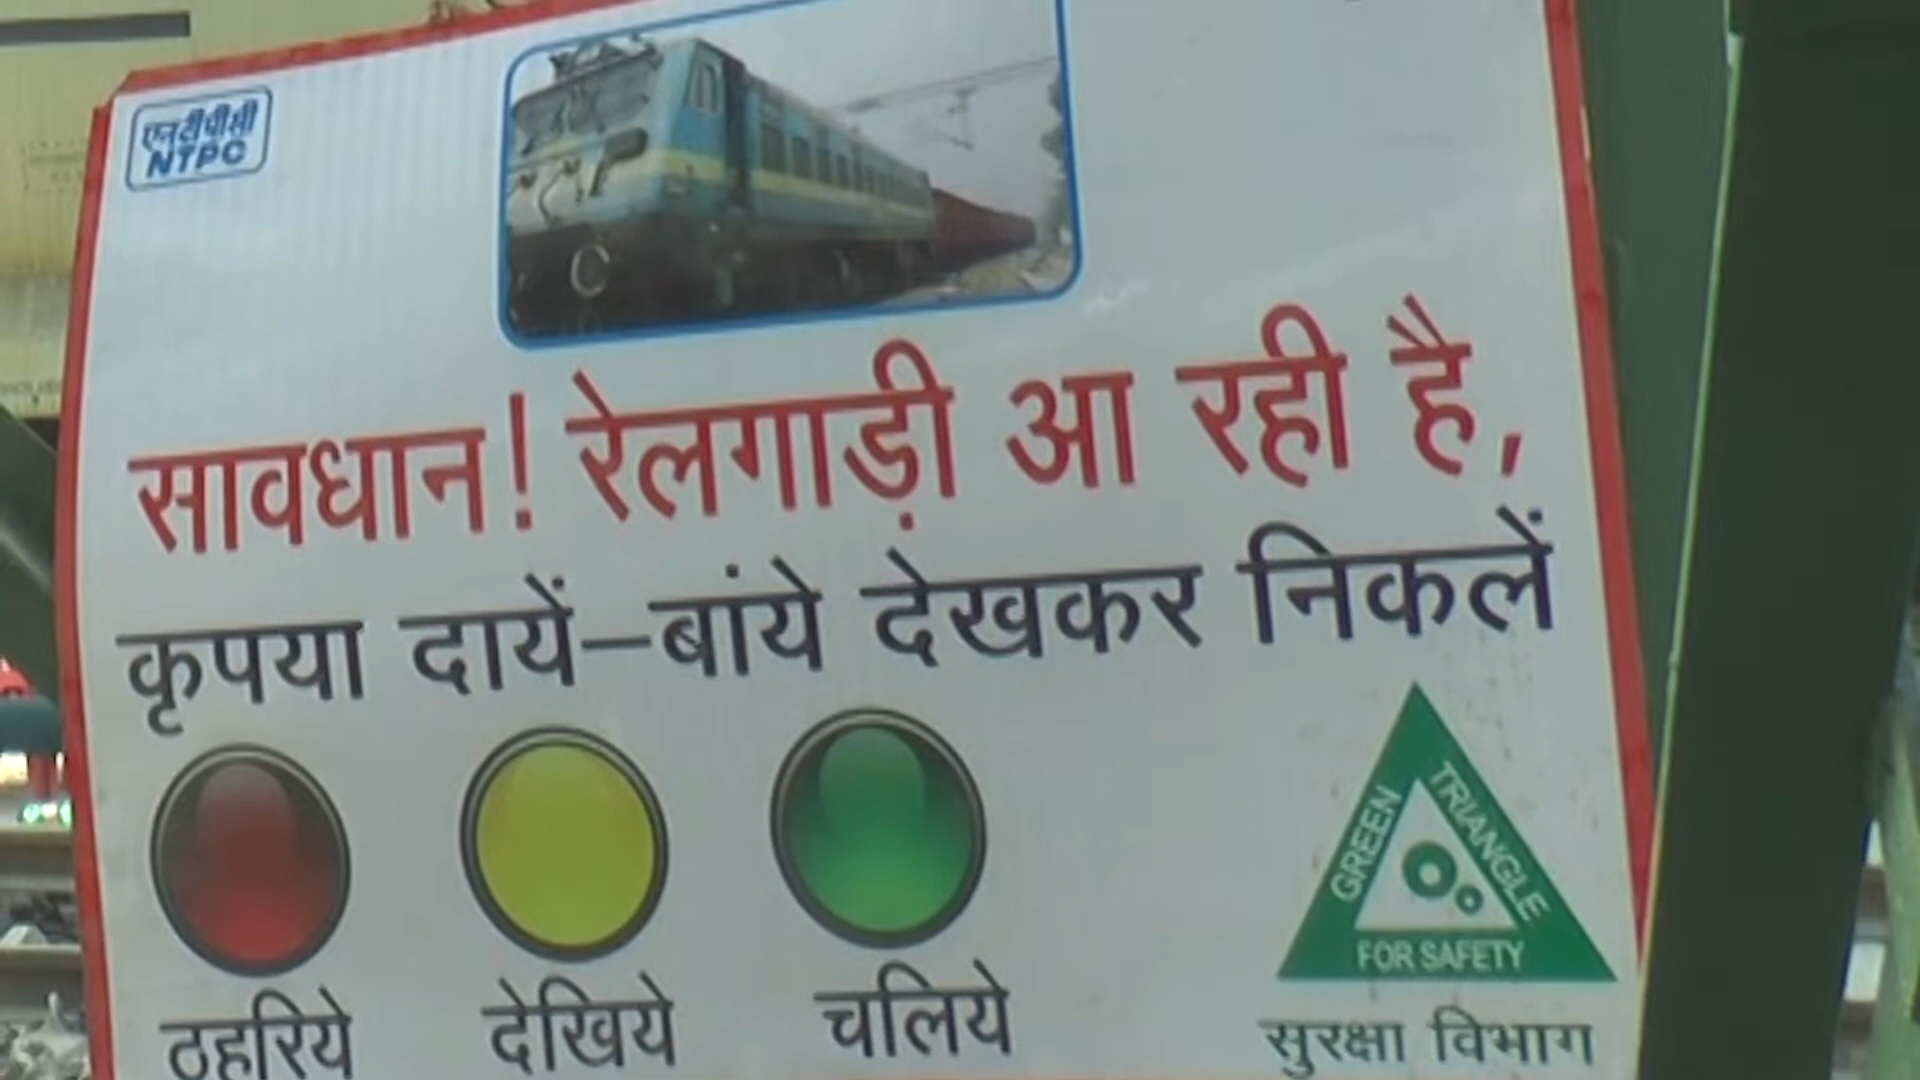 एनटीपीसी
NTPC
सावधान! रेलगाड़ी आ रही है,
कृपया दायें–बांये देखकर निकलें
ठहरिये
देखिये
चलिये
GREEN
TRIANGLE
FOR SAFETY
सुरक्षा विभाग